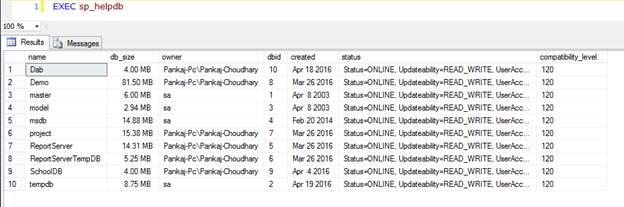 1 EXEC sp_helpdb
100 %
Results Messages
name db_size owner dbid created status compatibility_level
1 Dab 4.00 MB Pankaj-Pc\Pankaj-Choudhary 10 Apr 18 2016 Status=ONLINE, Updateability=READ_WRITE, UserAcc... 120
2 Demo 81.50 MB Pankaj-Pc\Pankaj-Choudhary 8 Mar 26 2016 Status=ONLINE, Updateability=READ_WRITE, UserAcc... 120
3 master 6.00 MB sa 1 Apr 8 2003 Status=ONLINE, Updateability=READ_WRITE, UserAcc... 120
4 model 2.94 MB sa 3 Apr 8 2003 Status=ONLINE, Updateability=READ_WRITE, UserAcc... 120
5 msdb 14.88 MB sa 4 Feb 20 2014 Status=ONLINE, Updateability=READ_WRITE, UserAcc... 120
6 project 15.38 MB Pankaj-Pc\Pankaj-Choudhary 7 Mar 26 2016 Status=ONLINE, Updateability=READ_WRITE, UserAcc... 120
7 ReportServer 14.31 MB Pankaj-Pc\Pankaj-Choudhary 5 Mar 26 2016 Status=ONLINE, Updateability=READ_WRITE, UserAcc... 120
8 ReportServerTempDB 5.25 MB Pankaj-Pc\Pankaj-Choudhary 6 Mar 26 2016 Status=ONLINE, Updateability=READ_WRITE, UserAcc... 120
9 SchoolDB 4.00 MB Pankaj-Pc\Pankaj-Choudhary 9 Apr 4 2016 Status=ONLINE, Updateability=READ_WRITE, UserAcc... 120
10 tempdb 8.75 MB sa 2 Apr 19 2016 Status=ONLINE, Updateability=READ_WRITE, UserAcc... 120